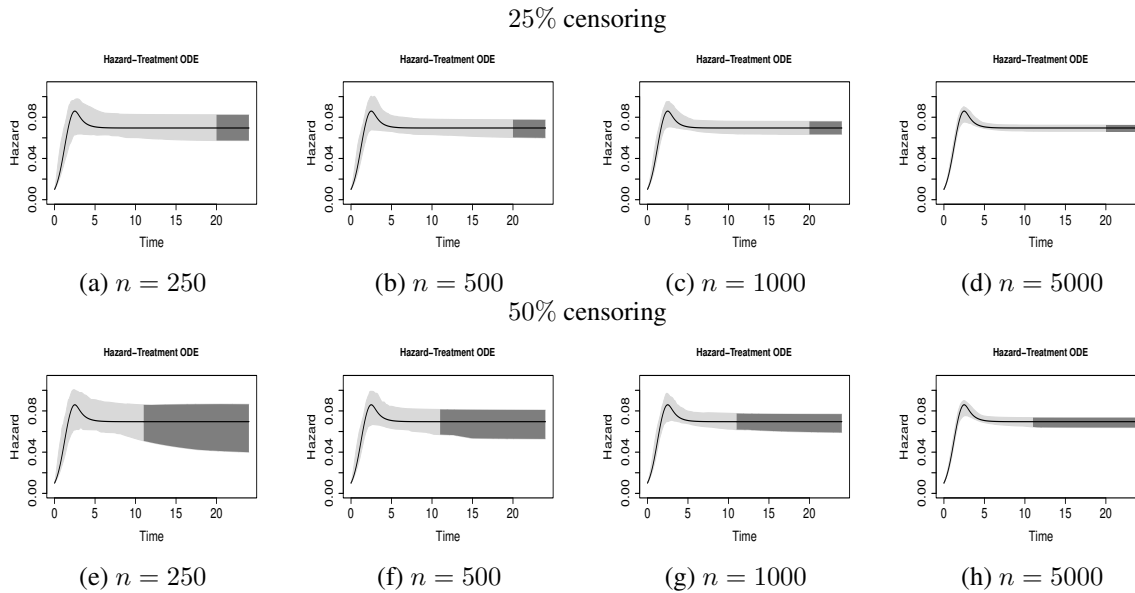 25% censoring
Hazard−Treatment ODE Hazard−Treatment ODE Hazard−Treatment ODE Hazard−Treatment ODE
Hazard Hazard Hazard Hazard
0.08 0.08 0.08 0.08
0.04 0.04 0.04 0.04
0.00 0.00 0.00 0.00
0 5 10 15 20 0 5 10 15 20 0 5 10 15 20 0 5 10 15 20
Time Time Time Time
(a) n = 250 (b) n = 500 (c) n = 1000 (d) n = 5000
50% censoring
Hazard−Treatment ODE Hazard−Treatment ODE Hazard−Treatment ODE Hazard−Treatment ODE
Hazard Hazard Hazard Hazard
0.08 0.08 0.08 0.08
0.04 0.04 0.04 0.04
0.00 0.00 0.00 0.00
0 5 10 15 20 0 5 10 15 20 0 5 10 15 20 0 5 10 15 20
Time Time Time Time
(e) n = 250 (f) n = 500 (g) n = 1000 (h) n = 5000